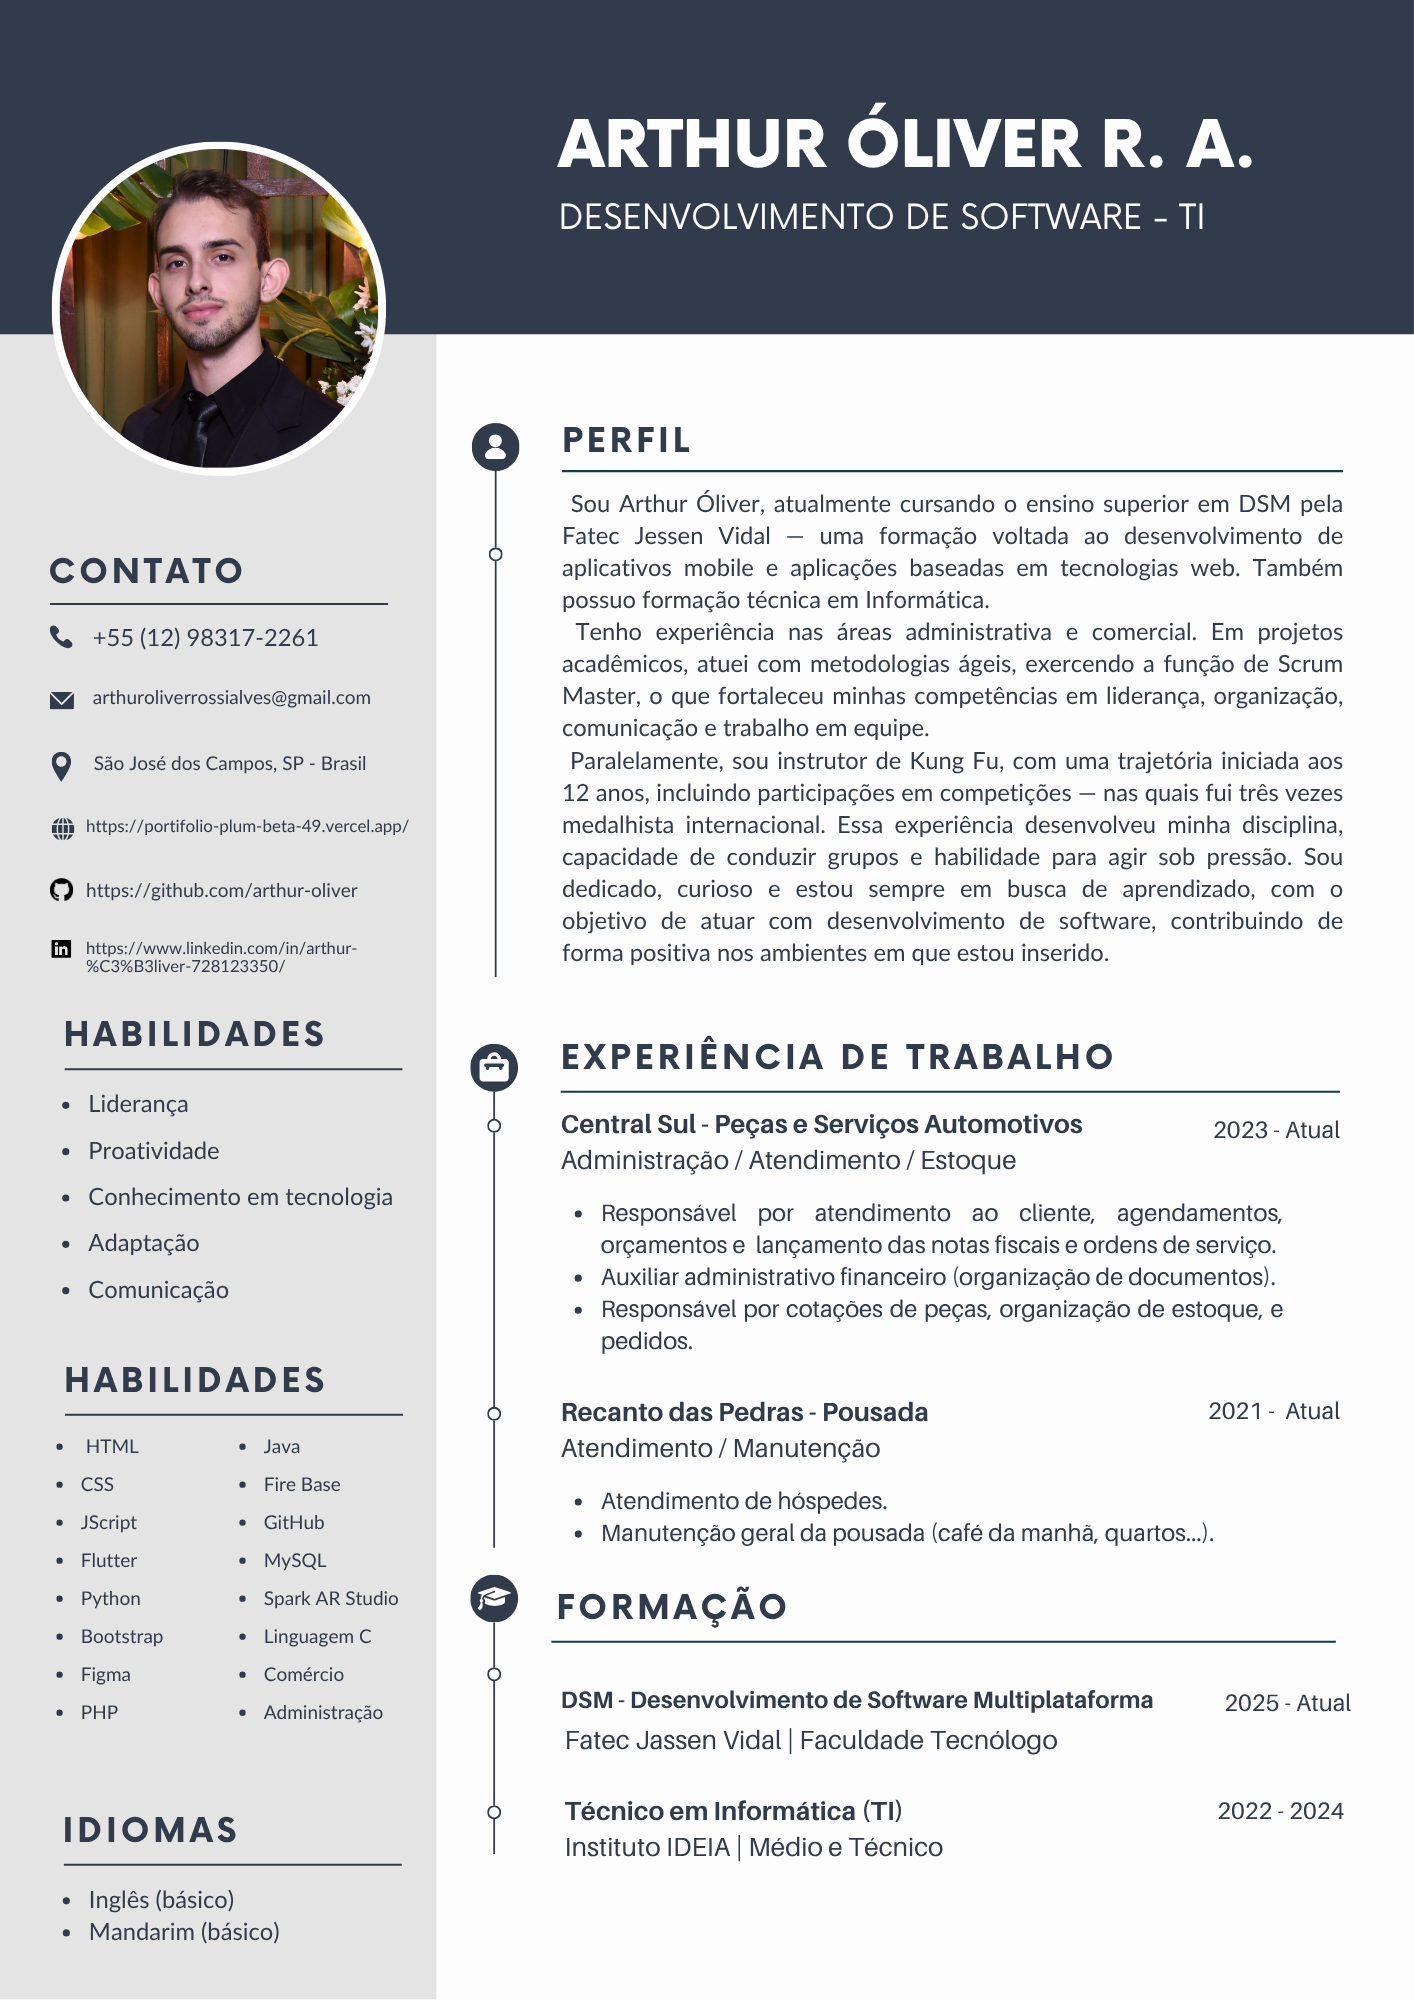 ARTHUR ÓLIVER R. A.
DESENVOLVIMENTO DE SOFTWARE - TI
CONTATO
+55 (12) 98317-2261
arthuroliverrossialves@gmail.com
São José dos Campos, SP - Brasil
https://portifolio-plum-beta-49.vercel.app/
https://github.com/arthur-oliver
in
https://www.linkedin.com/in/arthur-
%C3%B3liver-728123350/
HABILIDADES
• Liderança
• Proatividade
• Conhecimento em tecnologia
• Adaptação
• Comunicação
HABILIDADES
• HTML
• CSS
• JScript
• Flutter
• Python
• Bootstrap
• Figma
• PHP
• Java
• Fire Base
• GitHub
• MySQL
• Spark AR Studio
• Linguagem C
• Comércio
• Administração
IDIOMAS
• Inglês (básico)
• Mandarim (básico)
PERFIL
Sou Arthur Óliver, atualmente cursando o ensino superior em DSM pela
Fatec Jessen Vidal — uma formação voltada ao desenvolvimento de
aplicativos mobile e aplicações baseadas em tecnologias web. Também
possuo formação técnica em Informática.
Tenho experiência nas áreas administrativa e comercial. Em projetos
acadêmicos, atuei com metodologias ágeis, exercendo a função de Scrum
Master, o que fortaleceu minhas competências em liderança, organização,
comunicação e trabalho em equipe.
Paralelamente, sou instrutor de Kung Fu, com uma trajetória iniciada aos
12 anos, incluindo participações em competições — nas quais fui três vezes
medalhista internacional. Essa experiência desenvolveu minha disciplina,
capacidade de conduzir grupos e habilidade para agir sob pressão. Sou
dedicado, curioso e estou sempre em busca de aprendizado, com o
objetivo de atuar com desenvolvimento de software, contribuindo de
forma positiva nos ambientes em que estou inserido.
EXPERIÊNCIA DE TRABALHO
Central Sul - Peças e Serviços Automotivos
2023 - Atual
Administração / Atendimento / Estoque
• Responsável por atendimento ao cliente, agendamentos,
orçamentos e lançamento das notas fiscais e ordens de serviço.
• Auxiliar administrativo financeiro (organização de documentos).
• Responsável por cotações de peças, organização de estoque, e
pedidos.
Recanto das Pedras - Pousada
2021 - Atual
Atendimento / Manutenção
• Atendimento de hóspedes.
• Manutenção geral da pousada (café da manhã, quartos...).
FORMAÇÃO
DSM - Desenvolvimento de Software Multiplataforma
2025 - Atual
Fatec Jassen Vidal | Faculdade Tecnólogo
Técnico em Informática (TI)
2022 - 2024
Instituto IDEIA | Médio e Técnico